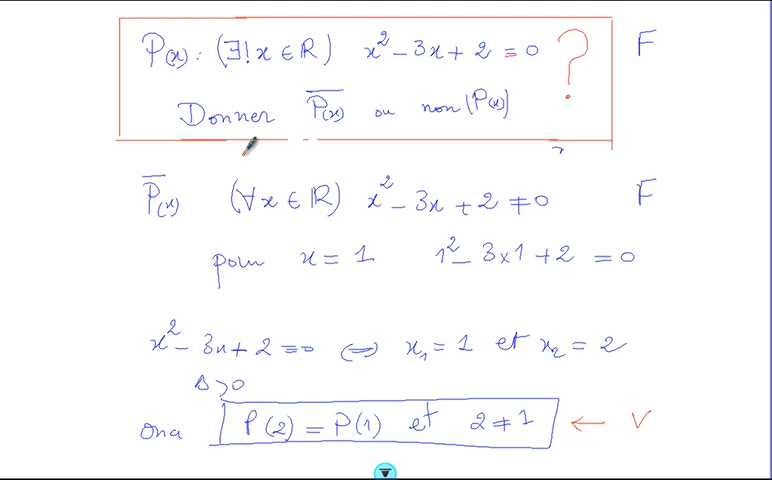 P(x) : (∃! x ∈ ℝ) x² - 3x + 2 = 0 ? F
Donner P̅(x) ou non (P(x))
P̅(x) (∀ x ∈ ℝ) x² - 3x + 2 ≠ 0 F
pour x = 1 1² - 3 × 1 + 2 = 0
x² - 3x + 2 = 0 ⟺ x₁ = 1 et x₂ = 2
Δ > 0
ona P(2) = P(1) et 2 ≠ 1 ← V